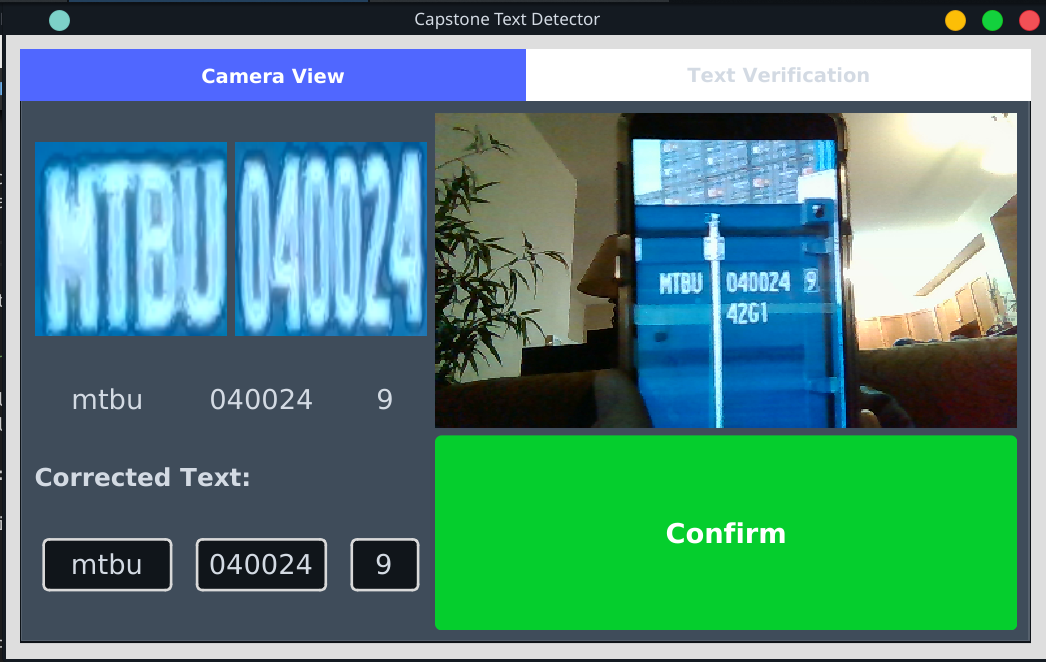 Capstone Text Detector
Camera View
Text Verification
MTBU 040024
MTBU 040024 9
42G1
mtbu 040024 9
Corrected Text:
mtbu 040024 9
Confirm